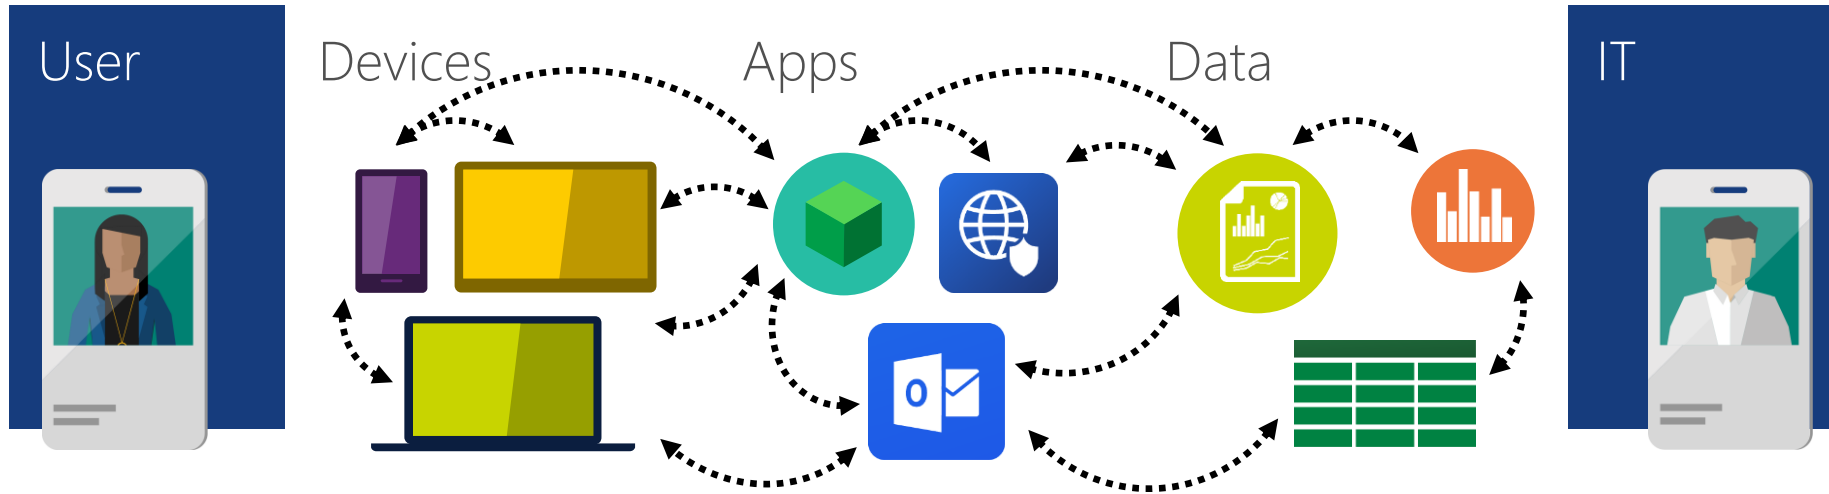 User
Devices
Apps
Data
IT
O